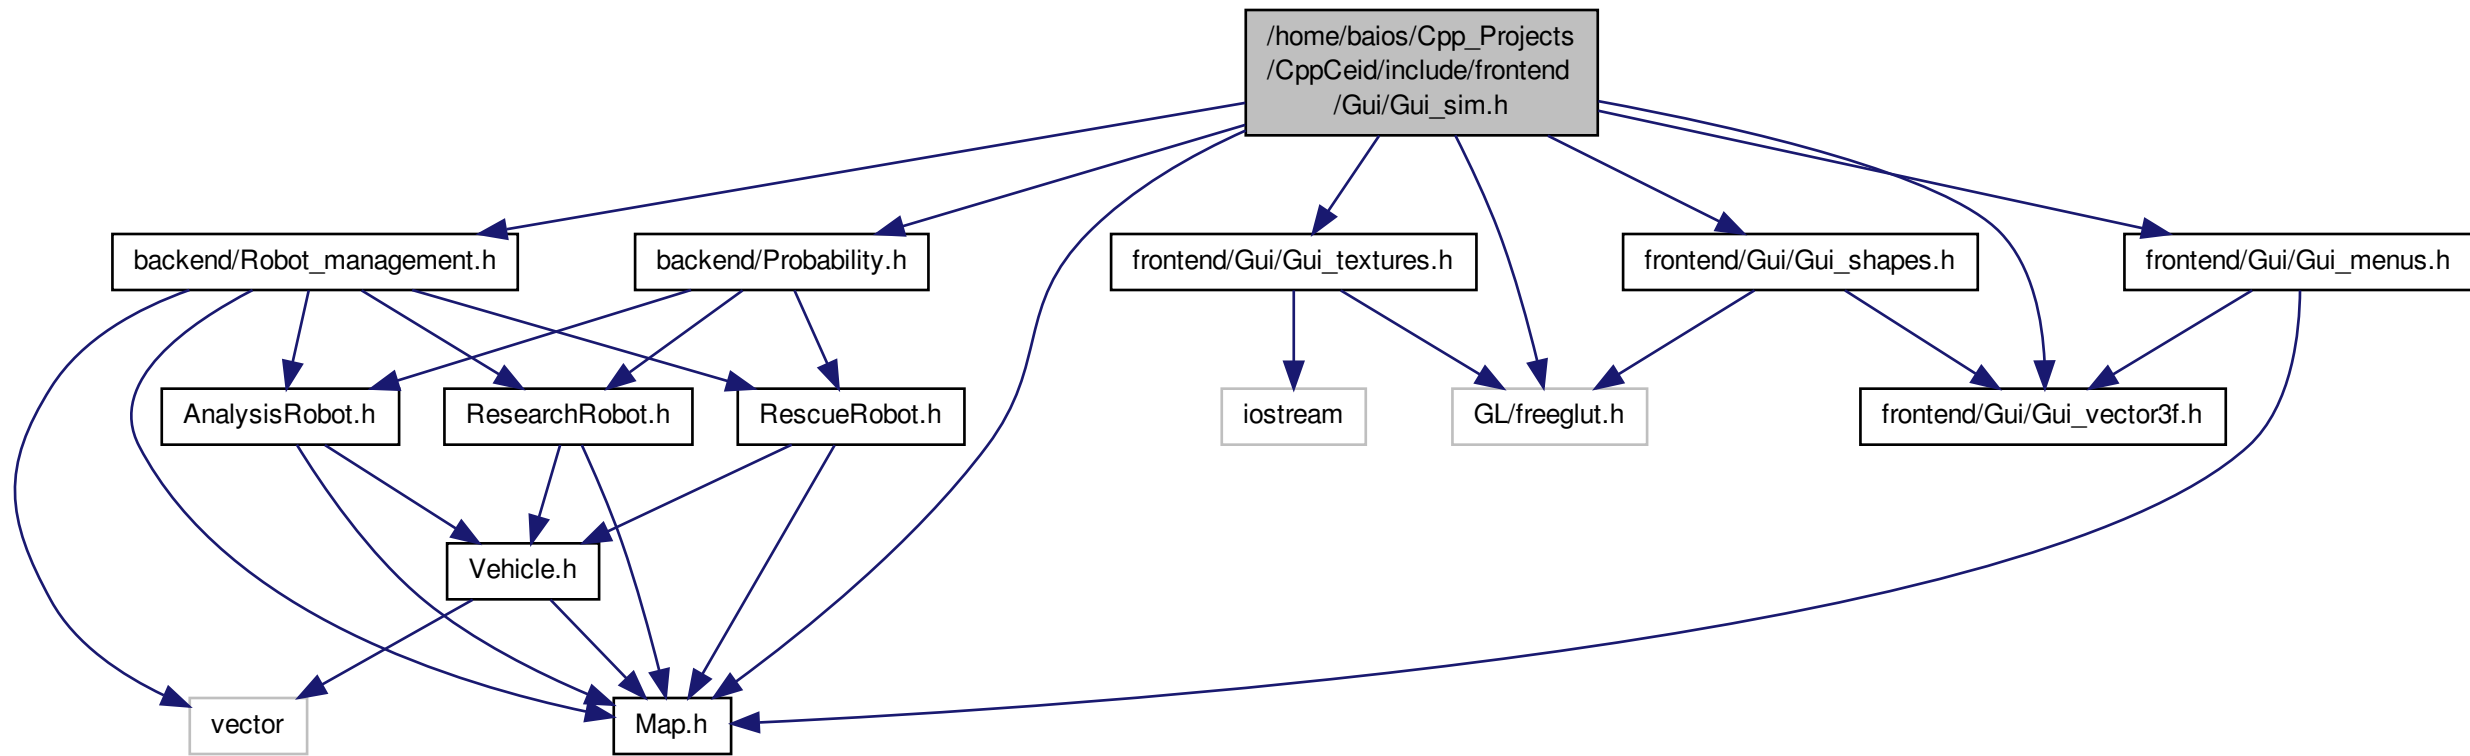 /home/baios/Cpp_Projects
/CppCeid/include/frontend
/Gui/Gui_sim.h
backend/Robot_management.h
backend/Probability.h
frontend/Gui/Gui_textures.h
frontend/Gui/Gui_shapes.h
frontend/Gui/Gui_menus.h
AnalysisRobot.h
ResearchRobot.h
RescueRobot.h
iostream
GL/freeglut.h
frontend/Gui/Gui_vector3f.h
Vehicle.h
vector
Map.h